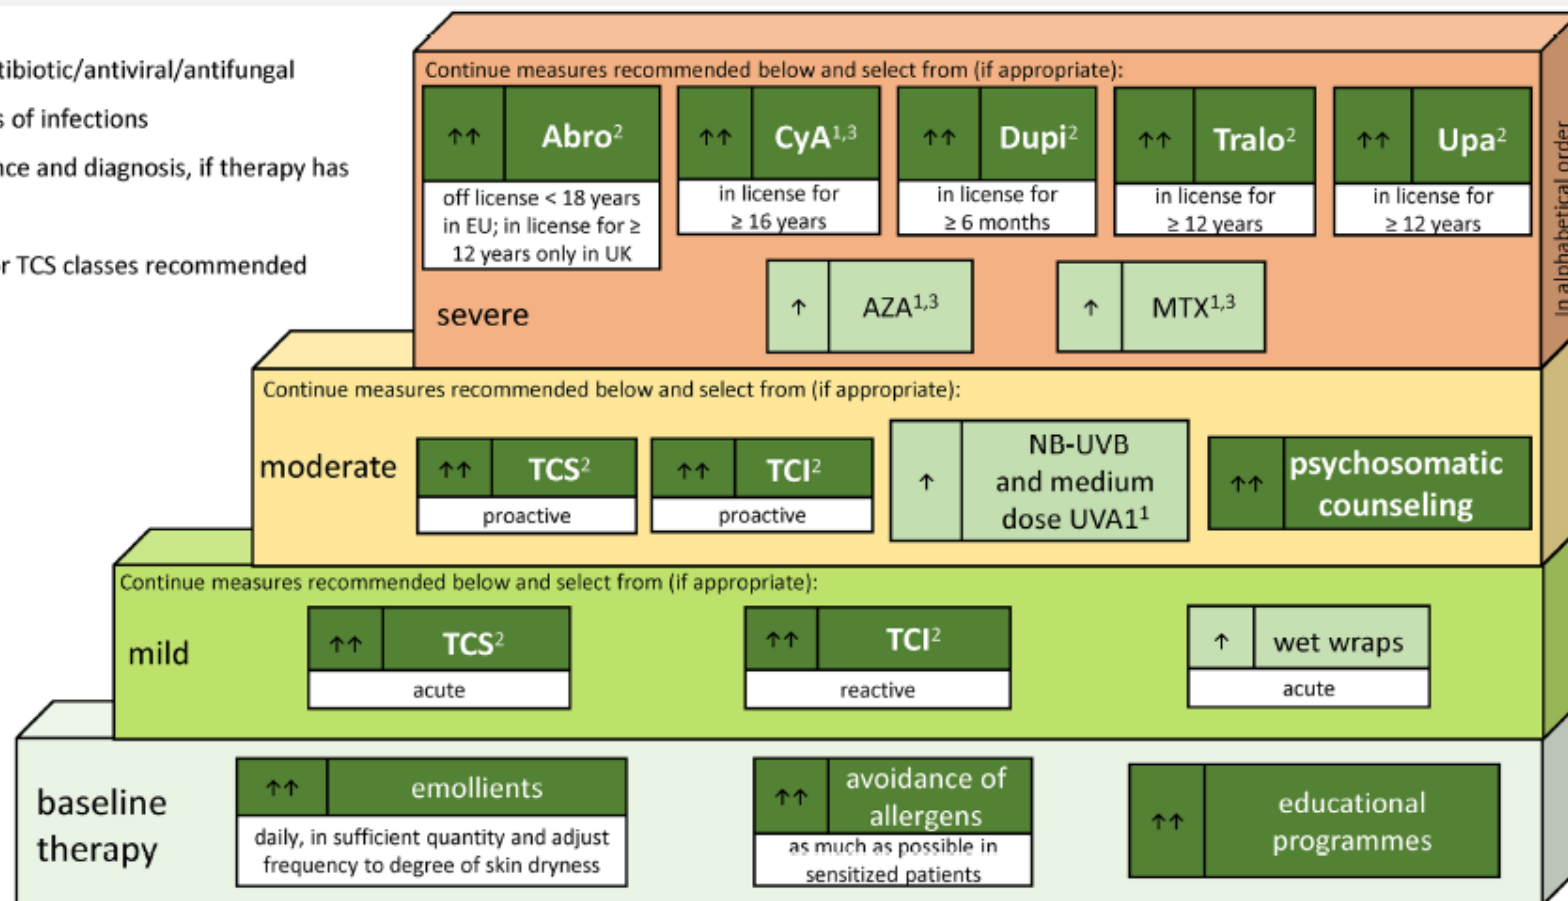 tibiotic/antiviral/antifungal
s of infections
nce and diagnosis, if therapy has
or TCS classes recommended
Continue measures recommended below and select from (if appropriate):
↑↑ Abro²
off license < 18 years
in EU; in license for ≥
12 years only in UK
↑↑ CyA¹,³
in license for
≥ 16 years
↑↑ Dupi²
in license for
≥ 6 months
↑↑ Tralo²
in license for
≥ 12 years
↑↑ Upa²
in license for
≥ 12 years
In alphabetical order
severe
↑ AZA¹,³
↑ MTX¹,³
Continue measures recommended below and select from (if appropriate):
moderate
↑↑ TCS²
proactive
↑↑ TCI²
proactive
↑ NB-UVB
and medium
dose UVA1¹
↑↑ psychosomatic
counseling
Continue measures recommended below and select from (if appropriate):
mild
↑↑ TCS²
acute
↑↑ TCI²
reactive
↑ wet wraps
acute
baseline
therapy
↑↑ emollients
daily, in sufficient quantity and adjust
frequency to degree of skin dryness
↑↑ avoidance of
allergens
as much as possible in
sensitized patients
↑↑ educational
programmes